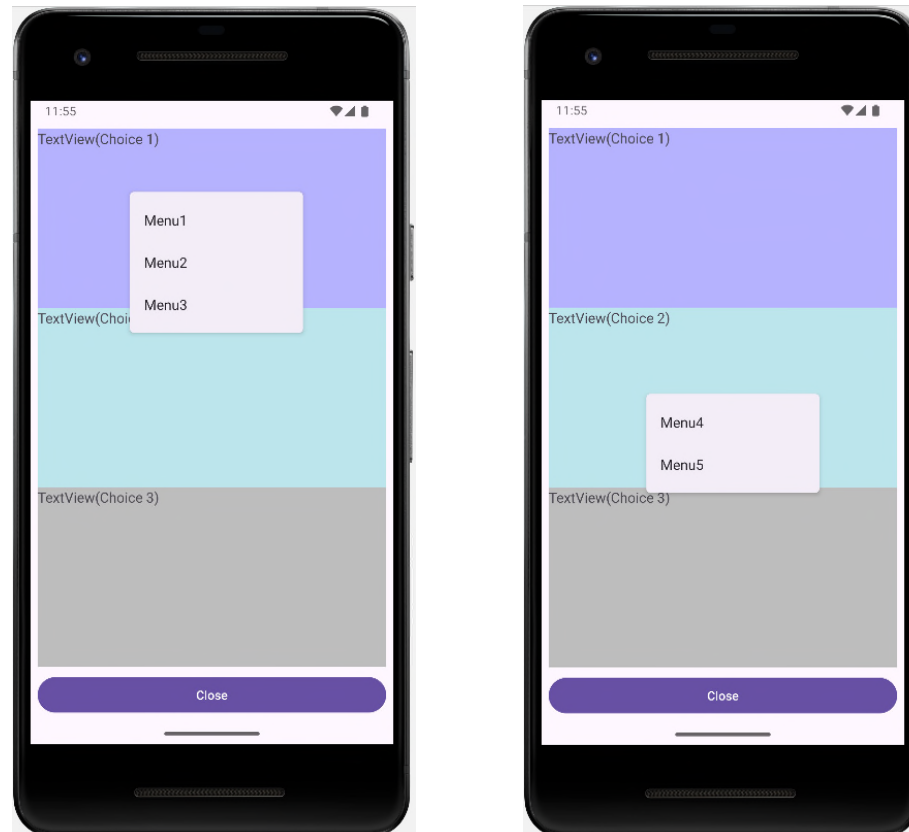 11:55
TextView(Choice 1)
Menu1
Menu2
Menu3
TextView(Choi
TextView(Choice 3)
Close
11:55
TextView(Choice 1)
TextView(Choice 2)
Menu4
Menu5
TextView(Choice 3)
Close